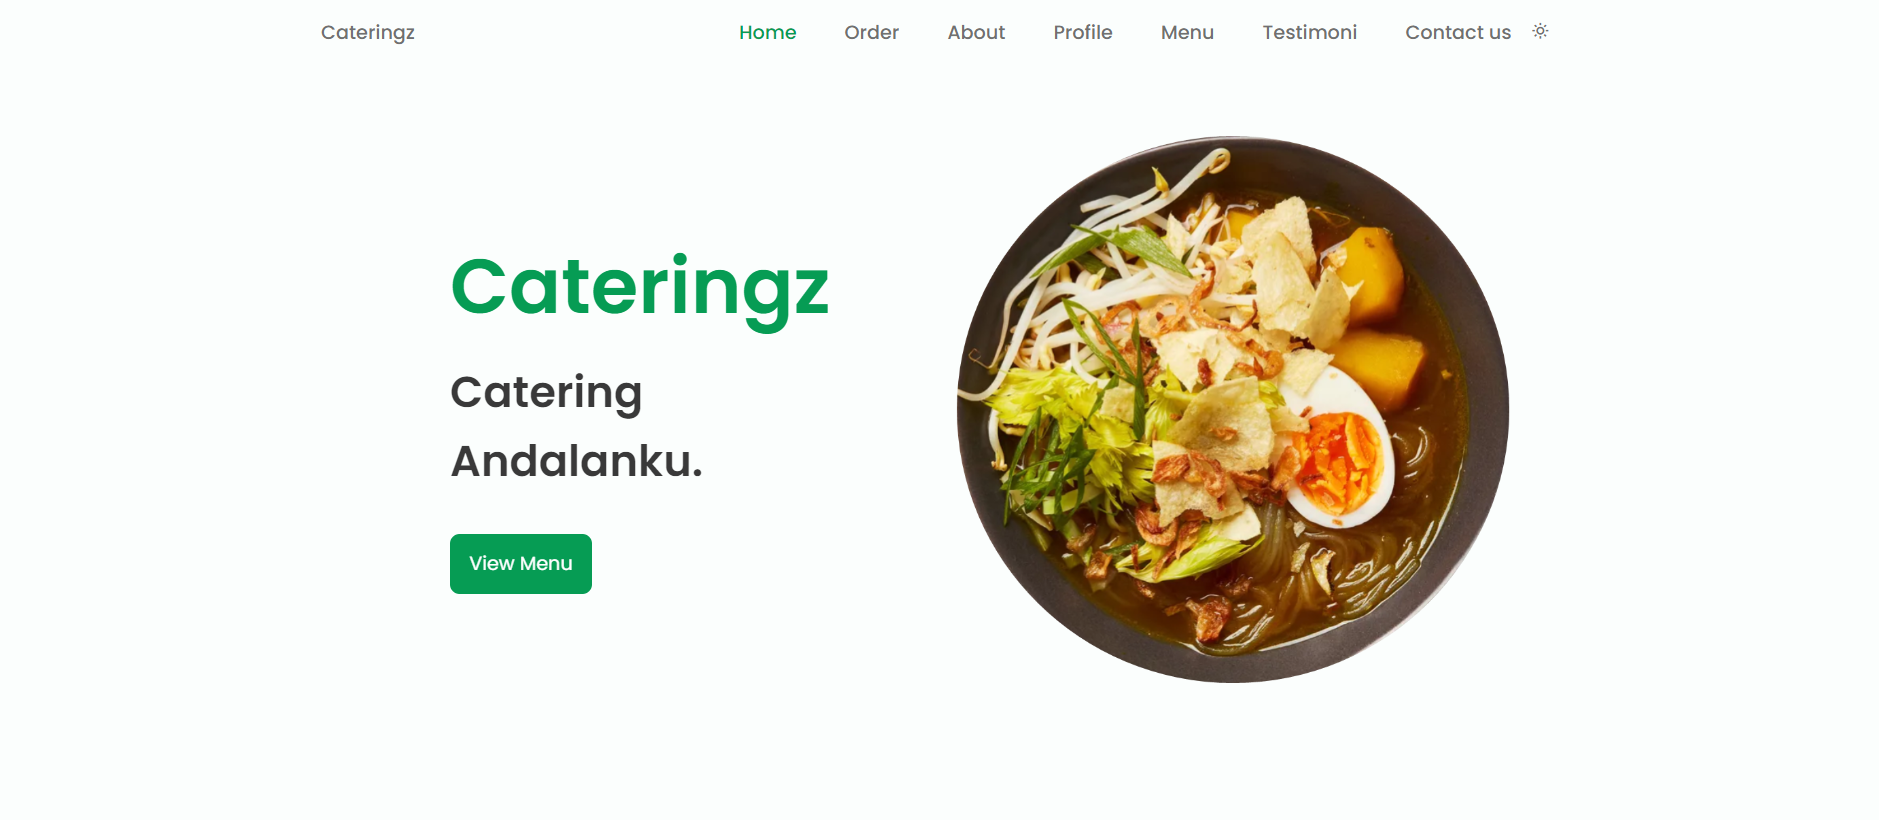 Cateringz
Home Order About Profile Menu Testimoni Contact us
Cateringz
Catering
Andalanku.
View Menu